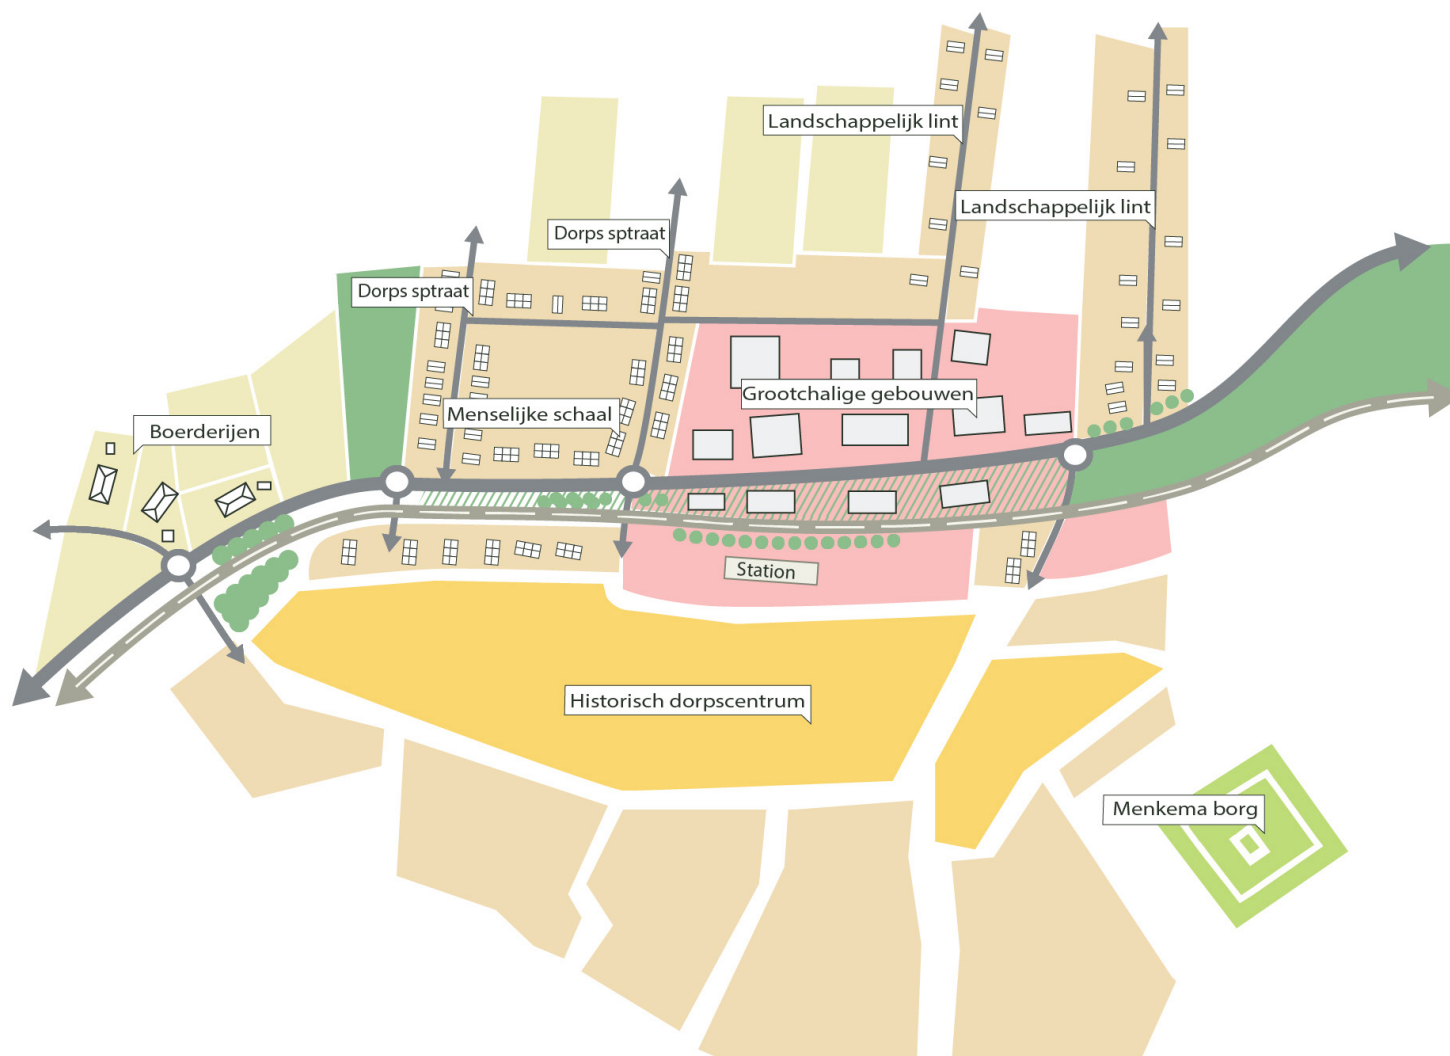 Landschappelijk lint
Landschappelijk lint
Dorps sptraat
Dorps sptraat
Grootchalige gebouwen
Menselijke schaal
Boerderijen
Station
Historisch dorpscentrum
Menkema borg